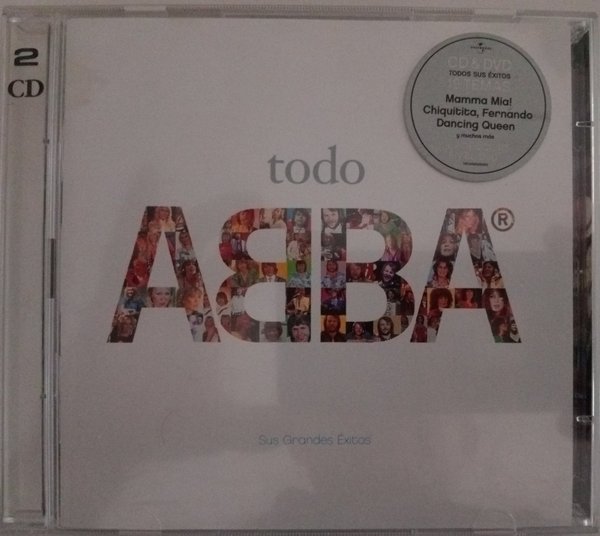 2
CD
UNIVERSAL
CD & DVD
TODOS SUS ÉXITOS
Mamma Mia!
Chiquitita, Fernando
Dancing Queen
y muchos más
todo
ABBA®
Sus Grandes Éxitos